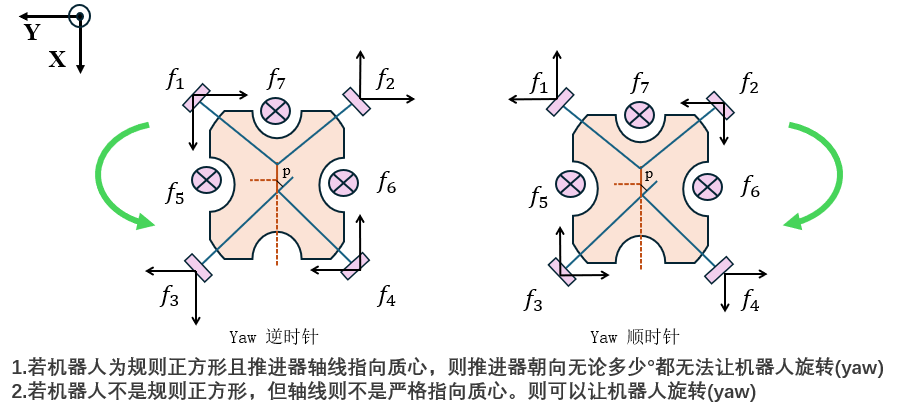 Y
X
f1
f7
f2
f5
p
f6
f3
f4
Yaw 逆时针
f1
f7
f2
f5
p
f6
f3
f4
Yaw 顺时针
1.若机器人为规则正方形且推进器轴线指向质心，则推进器朝向无论多少°都无法让机器人旋转(yaw)
2.若机器人不是规则正方形，但轴线则不是严格指向质心。则可以让机器人旋转(yaw)